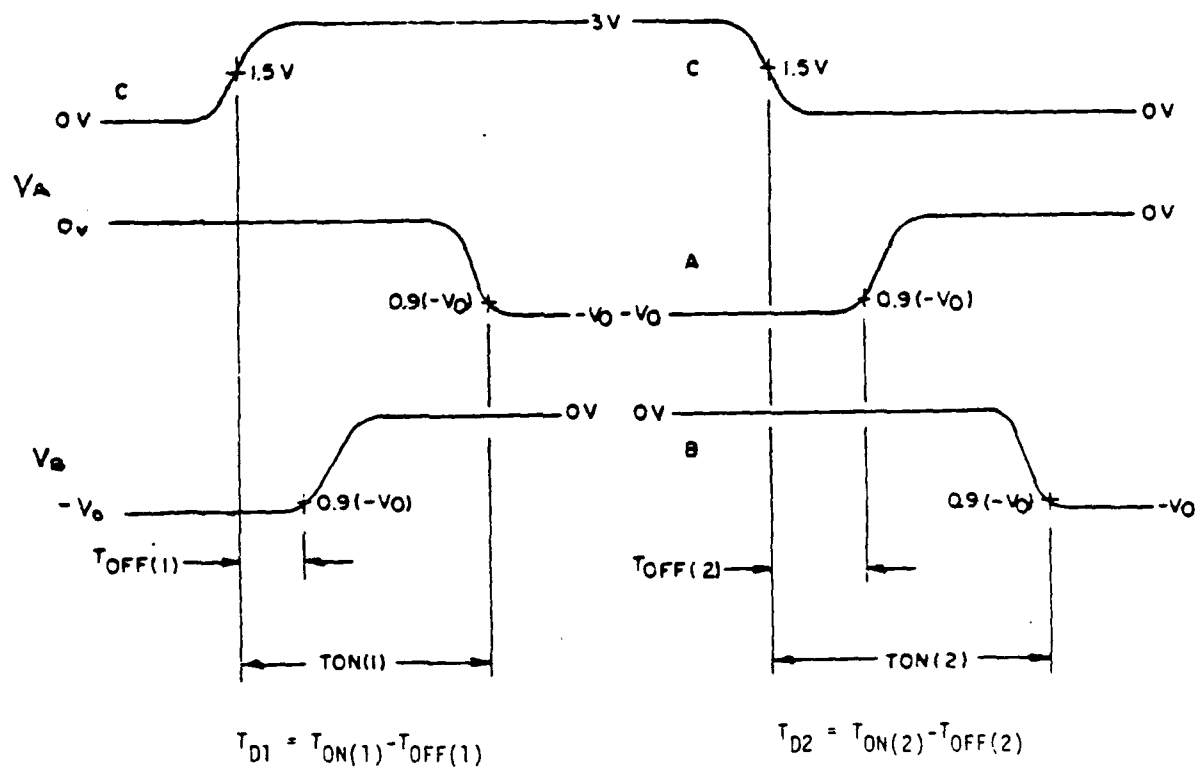 3V
1.5V
C
0V
C
1.5V
0V
VA
0V
0V
A
0.9(-VO)
-VO -VO
0.9(-VO)
0V
0V
VB
B
-VO
0.9(-VO)
0.9(-VO)
-VO
TOFF(1)
TOFF(2)
TON(1)
TON(2)
TD1 = TON(1)-TOFF(1)
TD2 = TON(2)-TOFF(2)